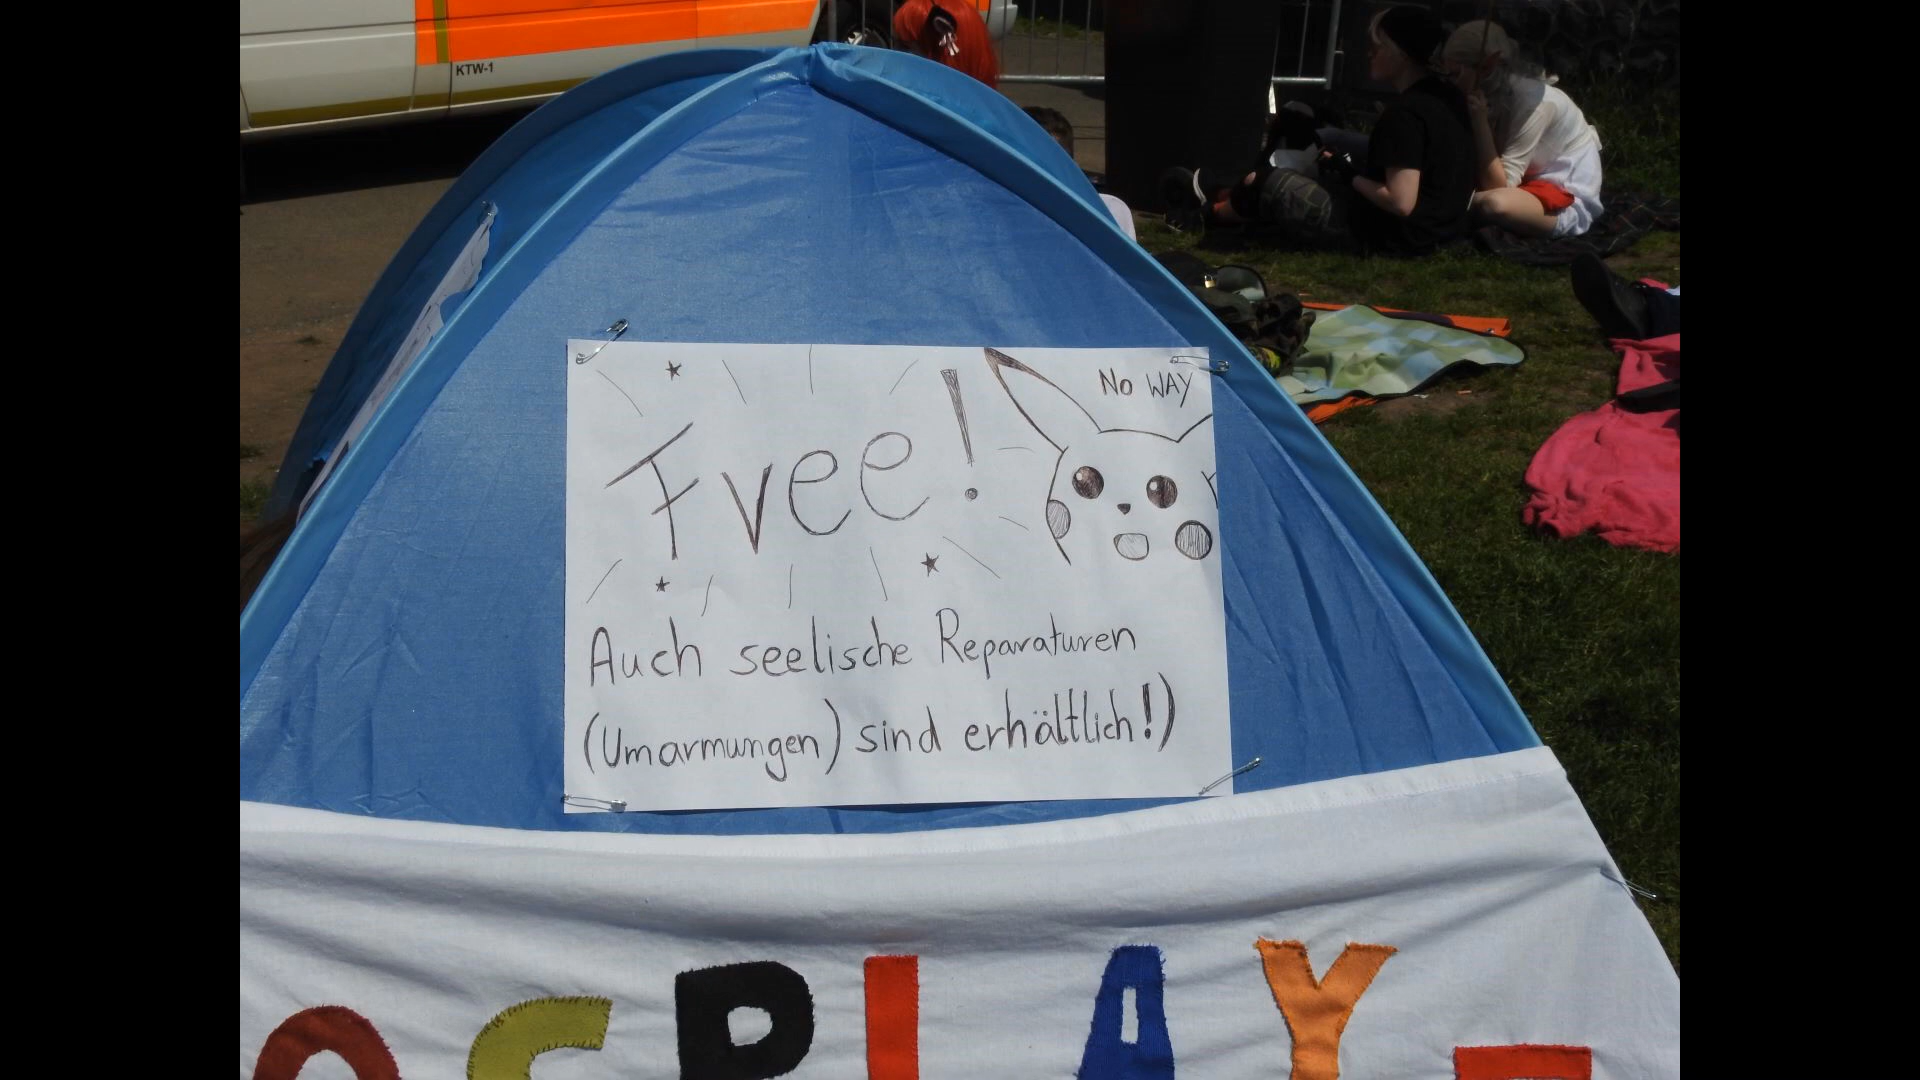 KTW-1
NO WAY
Free!
Auch seelische Reparaturen
(Umarmungen) sind erhältlich!)
OSPLAY